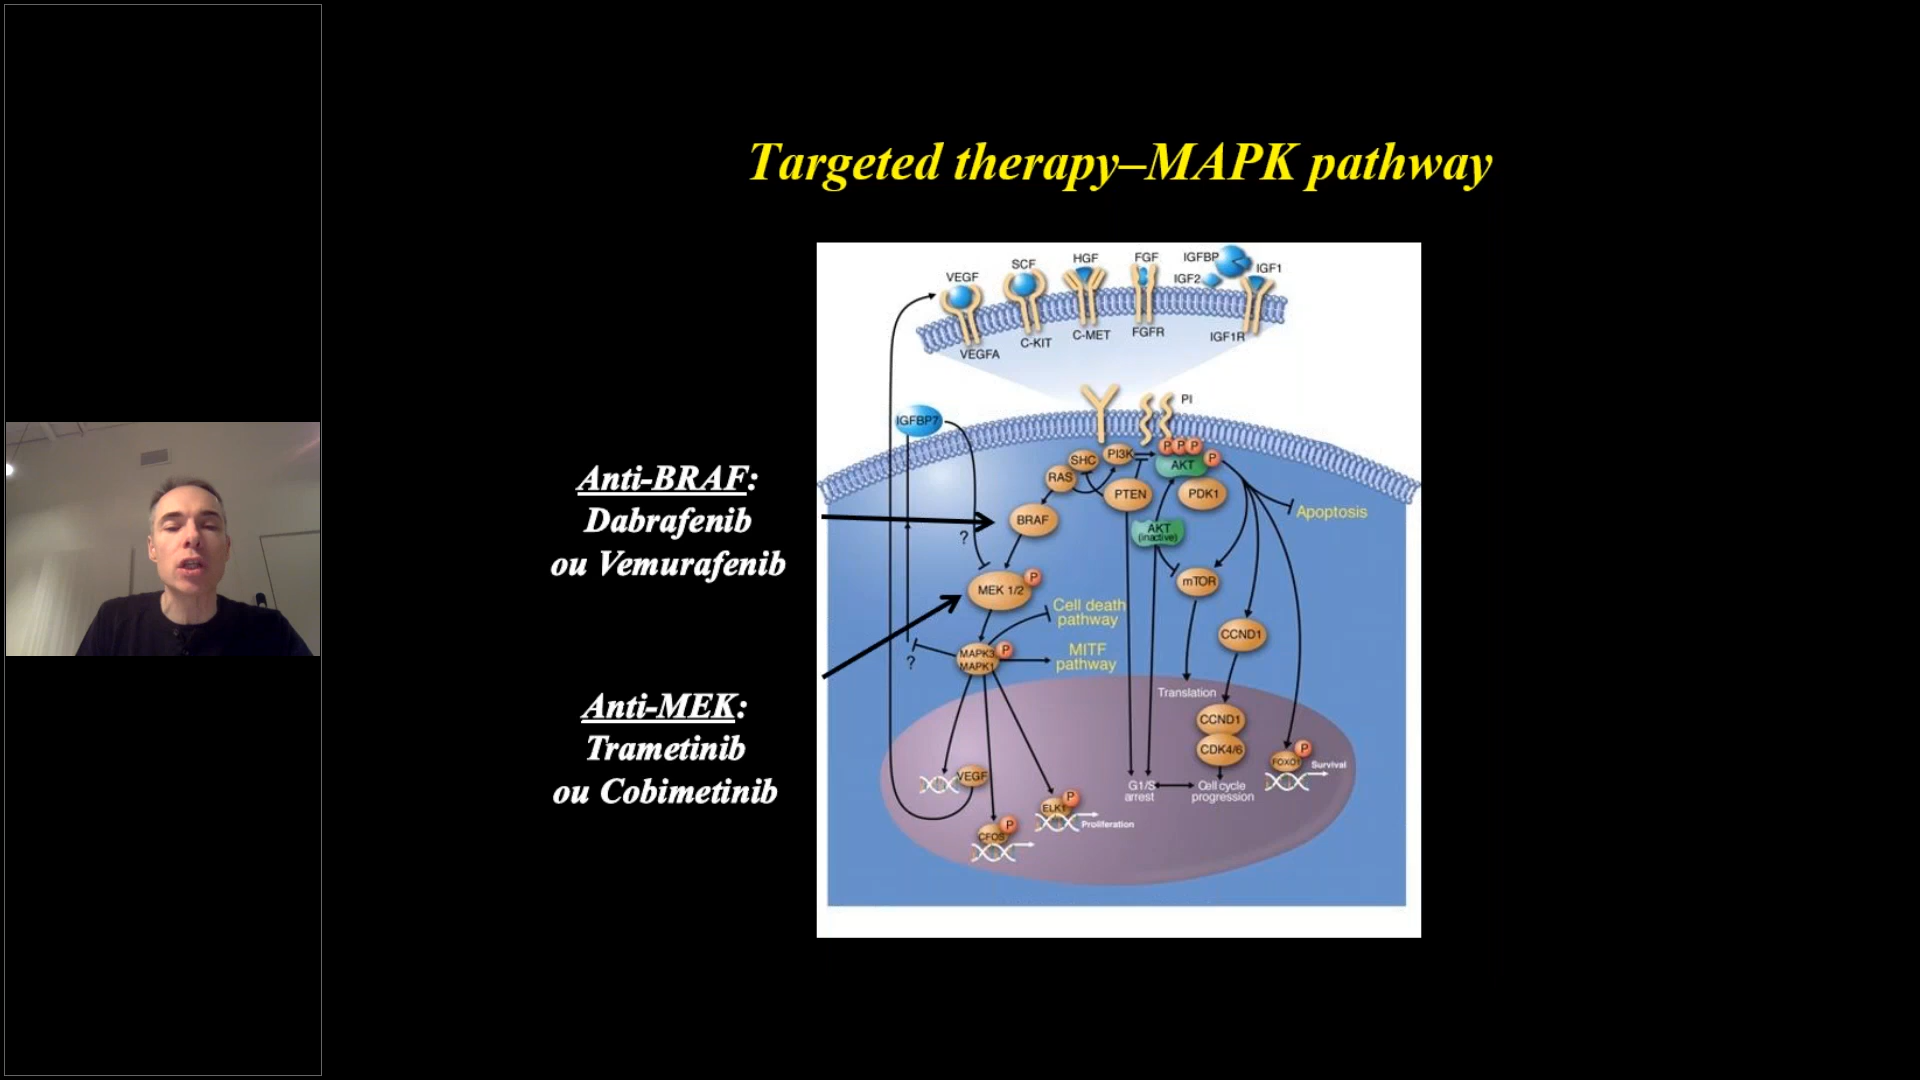 Targeted therapy–MAPK pathway
Anti-BRAF:
Dabrafenib
ou Vemurafenib
Anti-MEK:
Trametinib
ou Cobimetinib
VEGF
SCF
HGF
FGF
IGFBP
IGF2
IGF1
VEGFA
C-KIT
C-MET
FGFR
IGF1R
PI
IGFBP7
SHC
PI3K
P P P
P
AKT
RAS
PTEN
PDK1
BRAF
AKT
(inactive)
Apoptosis
?
MEK 1/2
P
mTOR
Cell death
pathway
CCND1
MAPK3
MAPK1
P
MITF
pathway
?
Translation
CCND1
CDK4/6
FOXO1
P
Survival
VEGF
G1/S
arrest
Cell cycle
progression
ELK1
P
Proliferation
CFOS
P